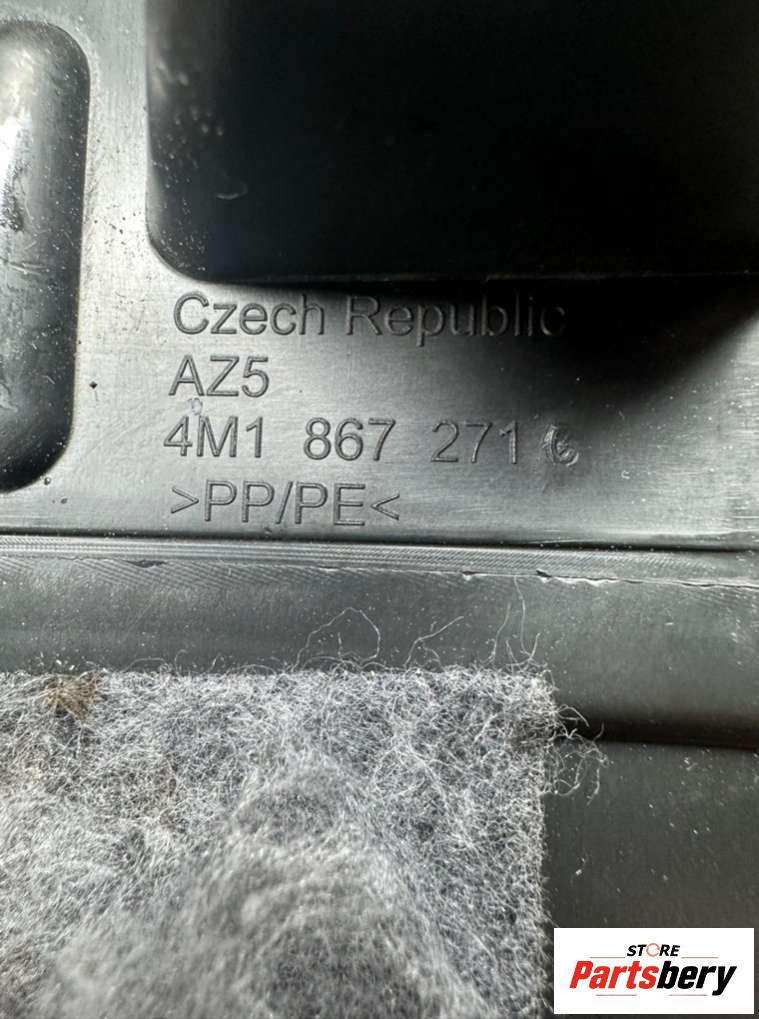 Czech Republic
AZ5
4M1 867 271
>PP/PE<
STORE
Partsbery